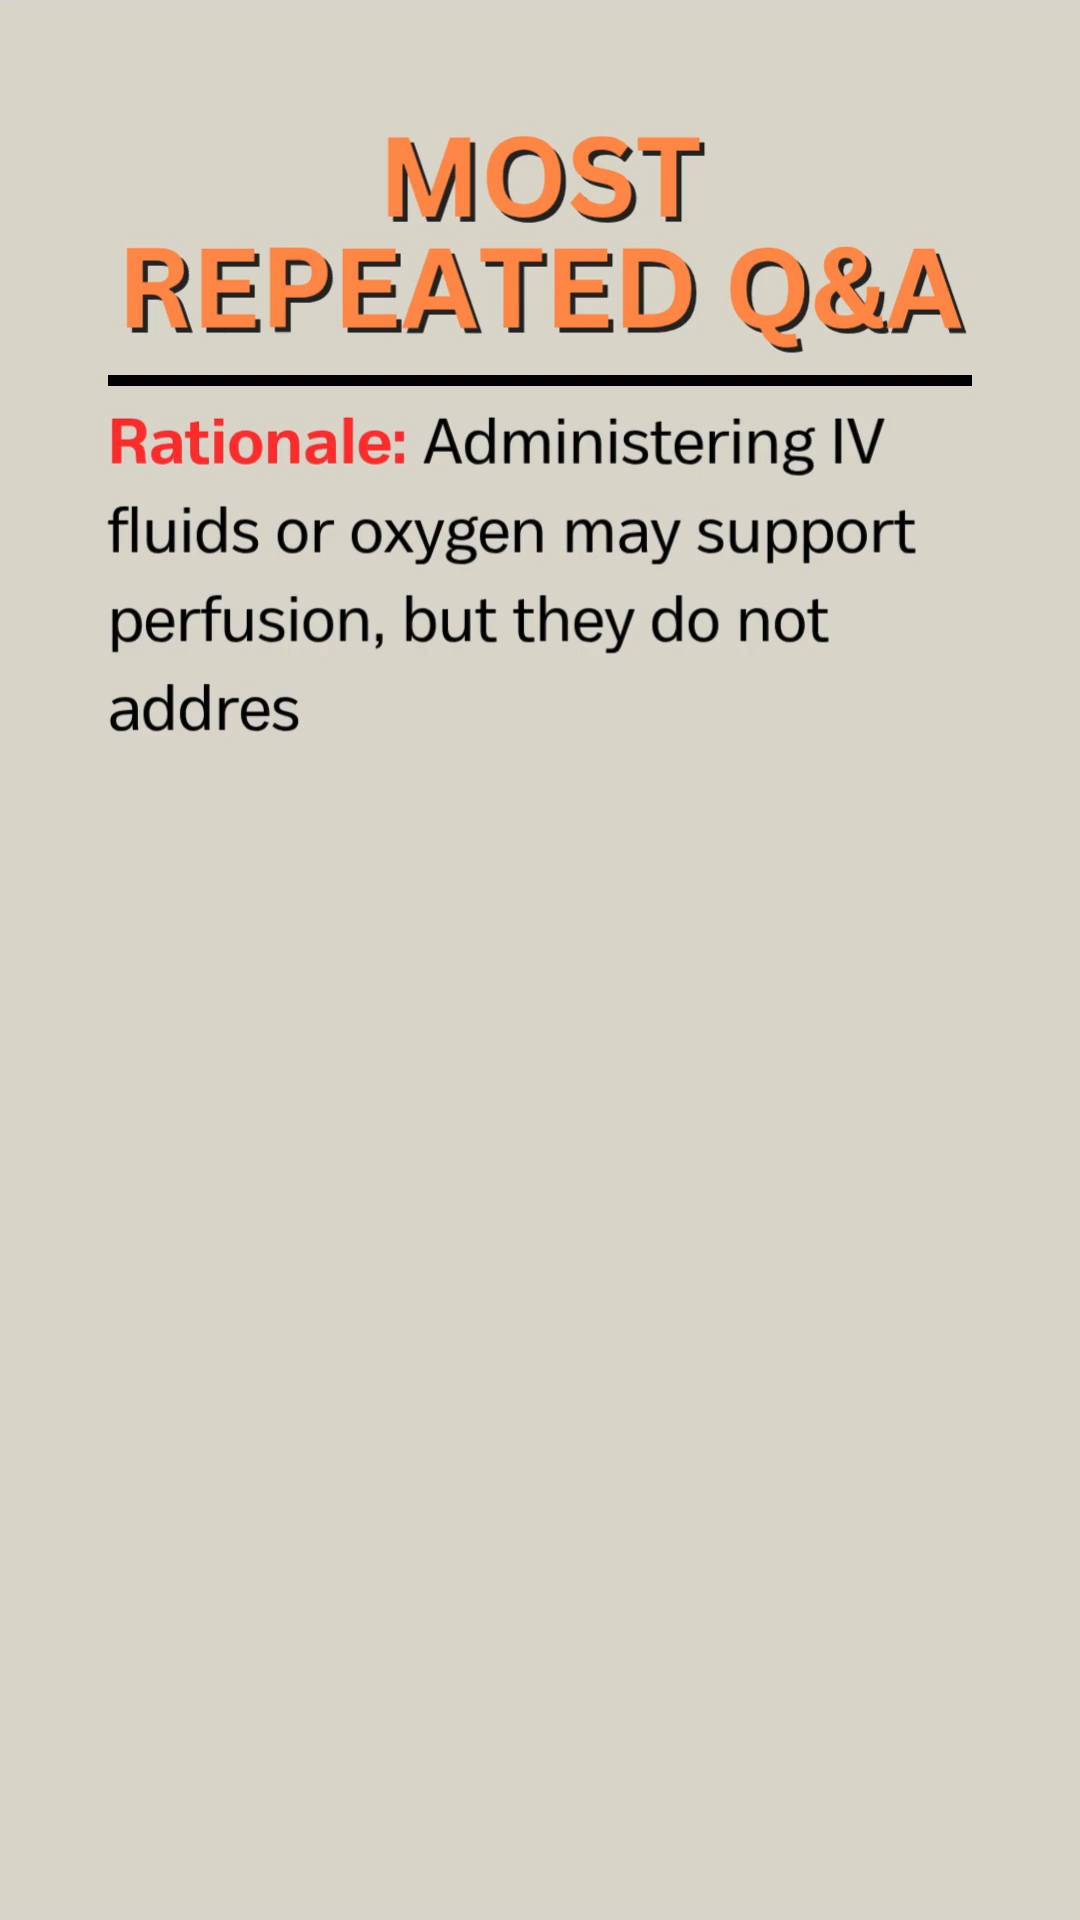 MOST
REPEATED Q&A
Rationale: Administering IV
fluids or oxygen may support
perfusion, but they do not
addres